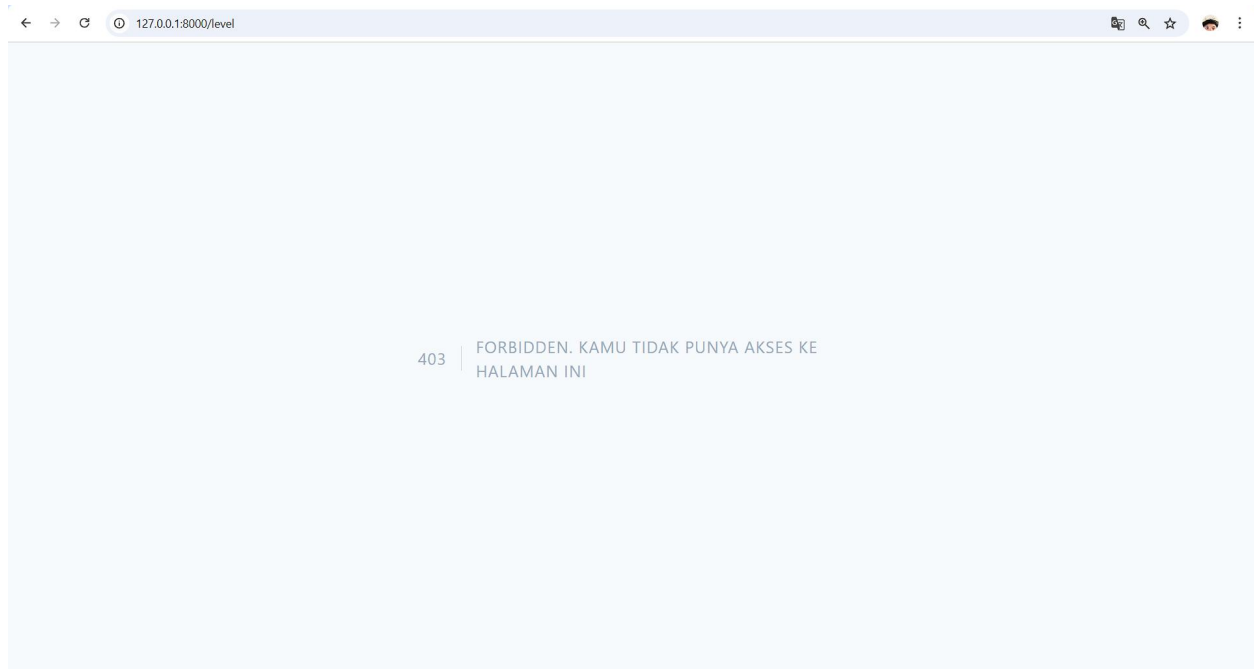 127.0.0.1:8000/level
403
FORBIDDEN. KAMU TIDAK PUNYA AKSES KE
HALAMAN INI